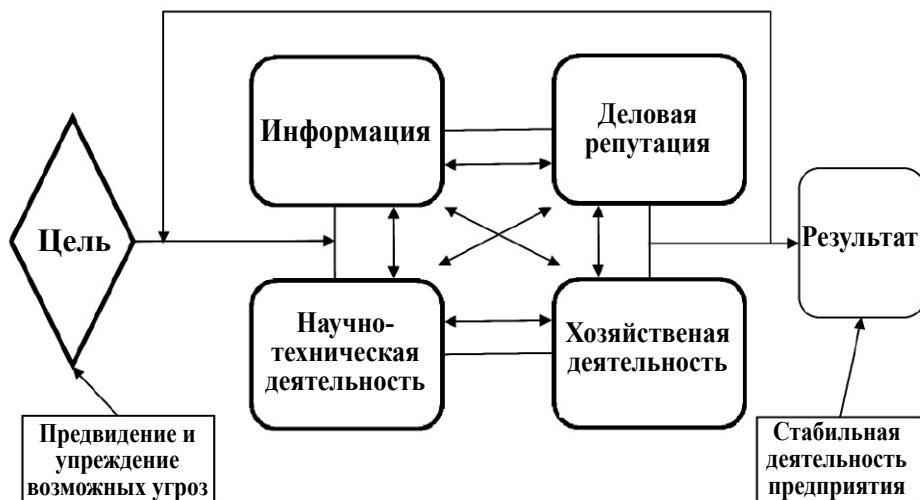 Информация
Деловая
репутация
Цель
Результат
Научно-
техническая
деятельность
Хозяйственая
деятельность
Предвидение и
упреждение
возможных угроз
Стабильная
деятельность
предприятия